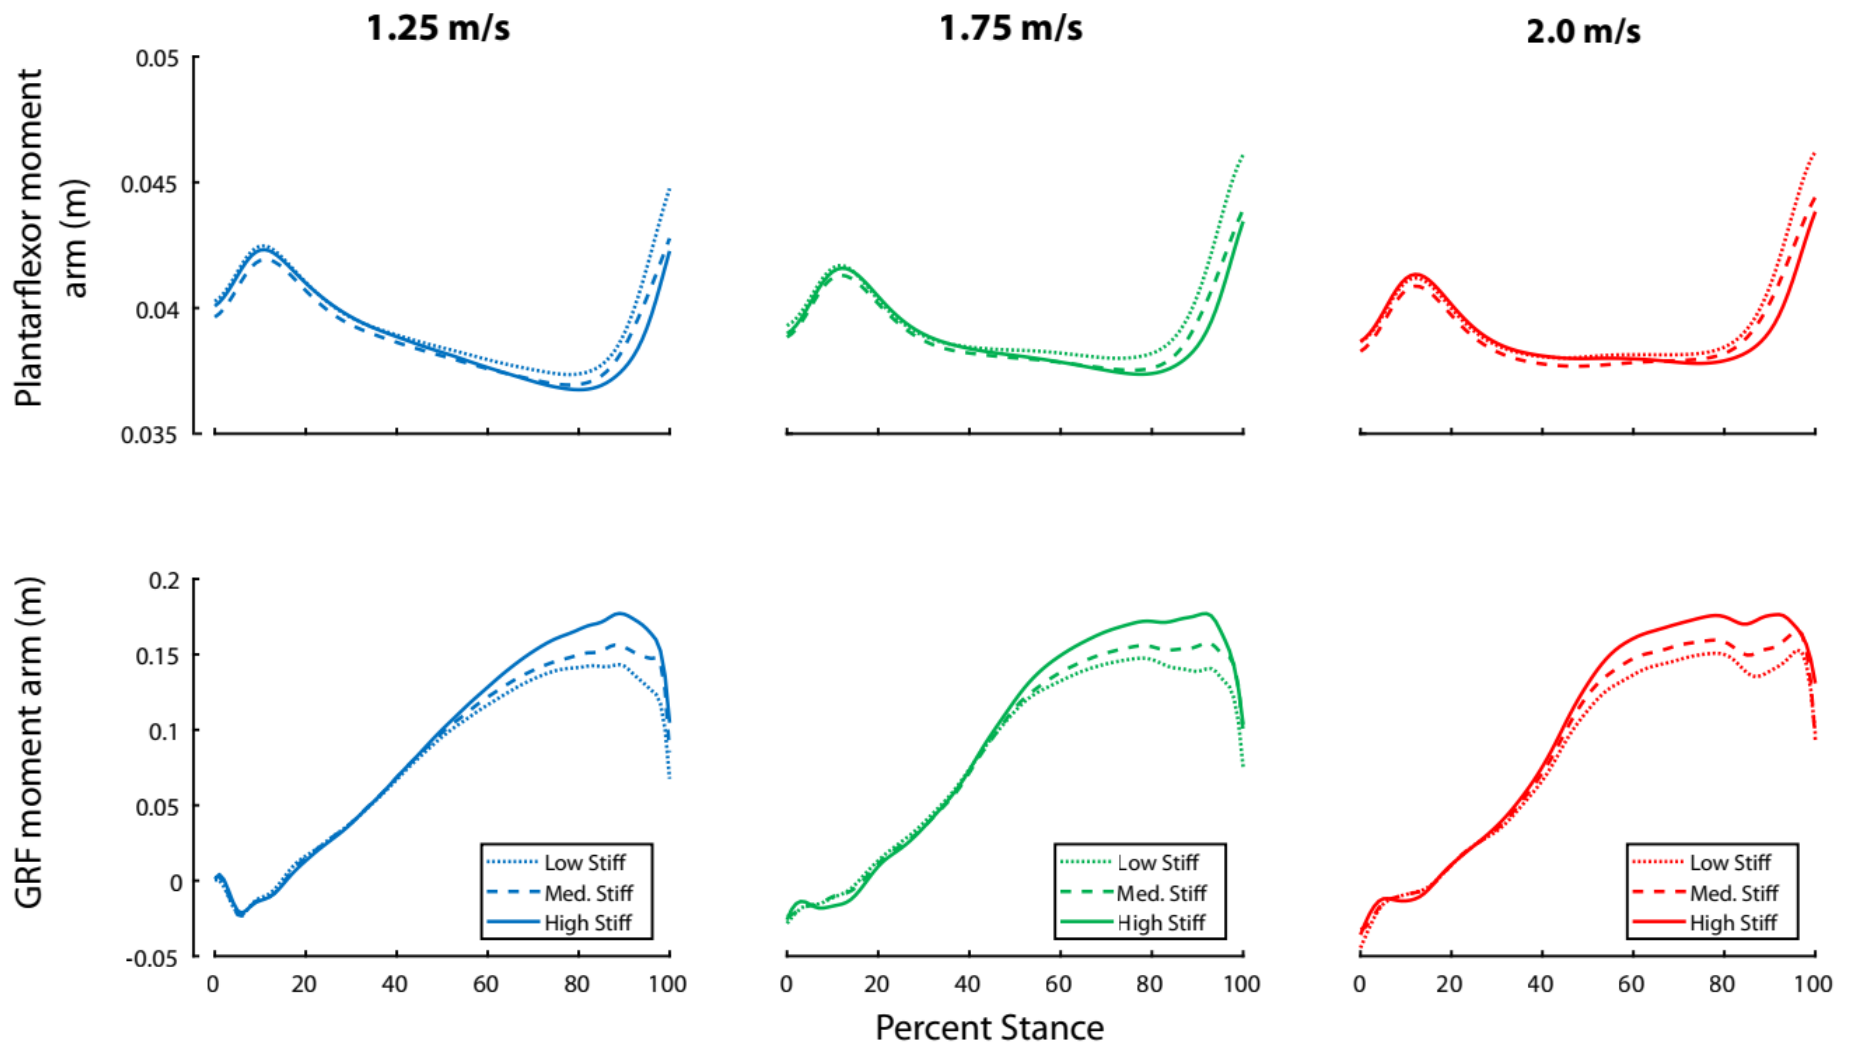 1.25 m/s
1.75 m/s
2.0 m/s
Plantarflexor moment
arm (m)
0.05
0.045
0.04
0.035
GRF moment arm (m)
0.2
0.15
0.1
0.05
0
-0.05
Low Stiff
Med. Stiff
High Stiff
Low Stiff
Med. Stiff
High Stiff
Low Stiff
Med. Stiff
High Stiff
0 20 40 60 80 100
0 20 40 60 80 100
0 20 40 60 80 100
Percent Stance